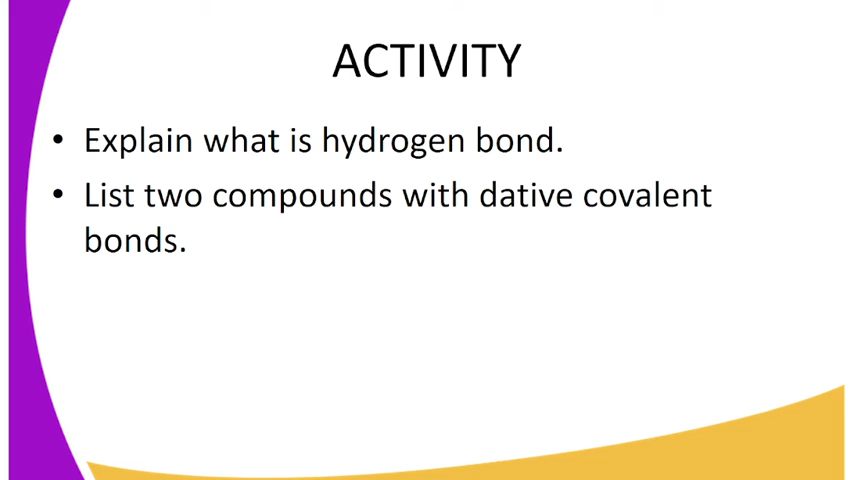 ACTIVITY
• Explain what is hydrogen bond.
• List two compounds with dative covalent
bonds.